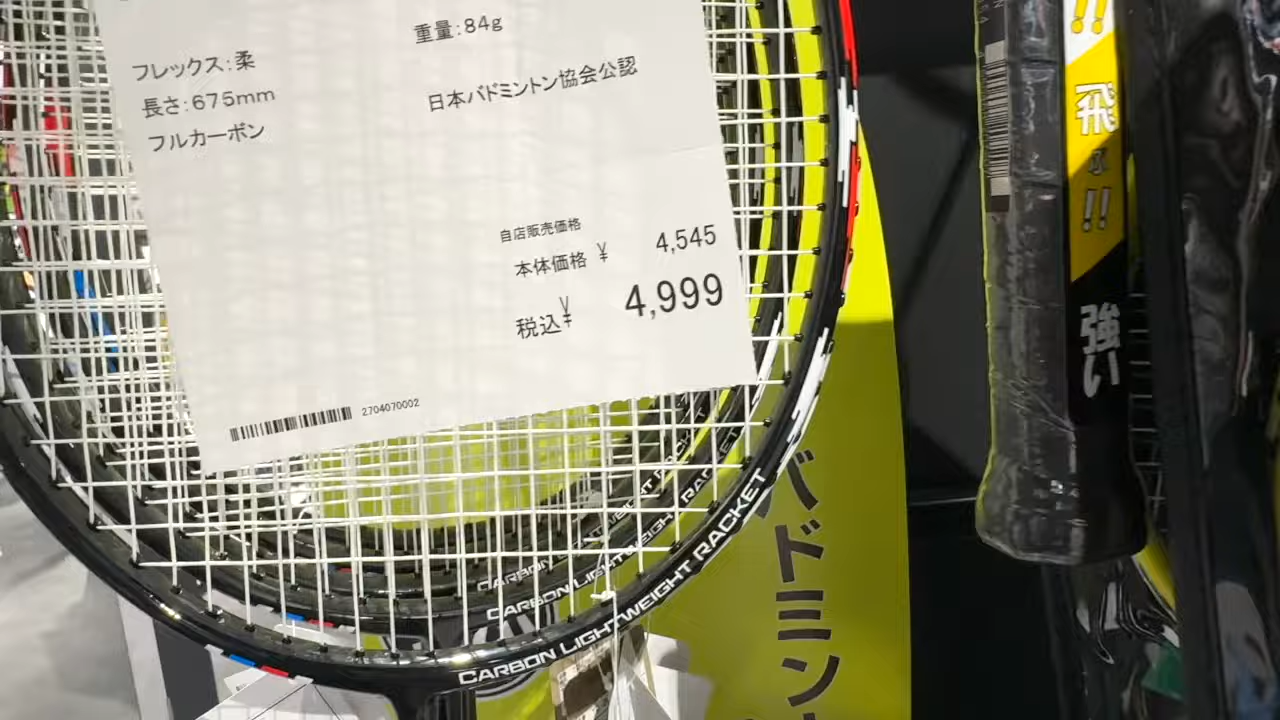 重量:84g
フレックス:柔
長さ:675mm
日本バドミントン協会公認
フルカーボン
自店販売価格
本体価格 ¥ 4,545
税込¥ 4,999
2704070002
CARBON LIGHTWEIGHT RACKET
CARBON LIGHTWEIGHT RACKET
CARBON
バドミン
!!
飛
!!
強い